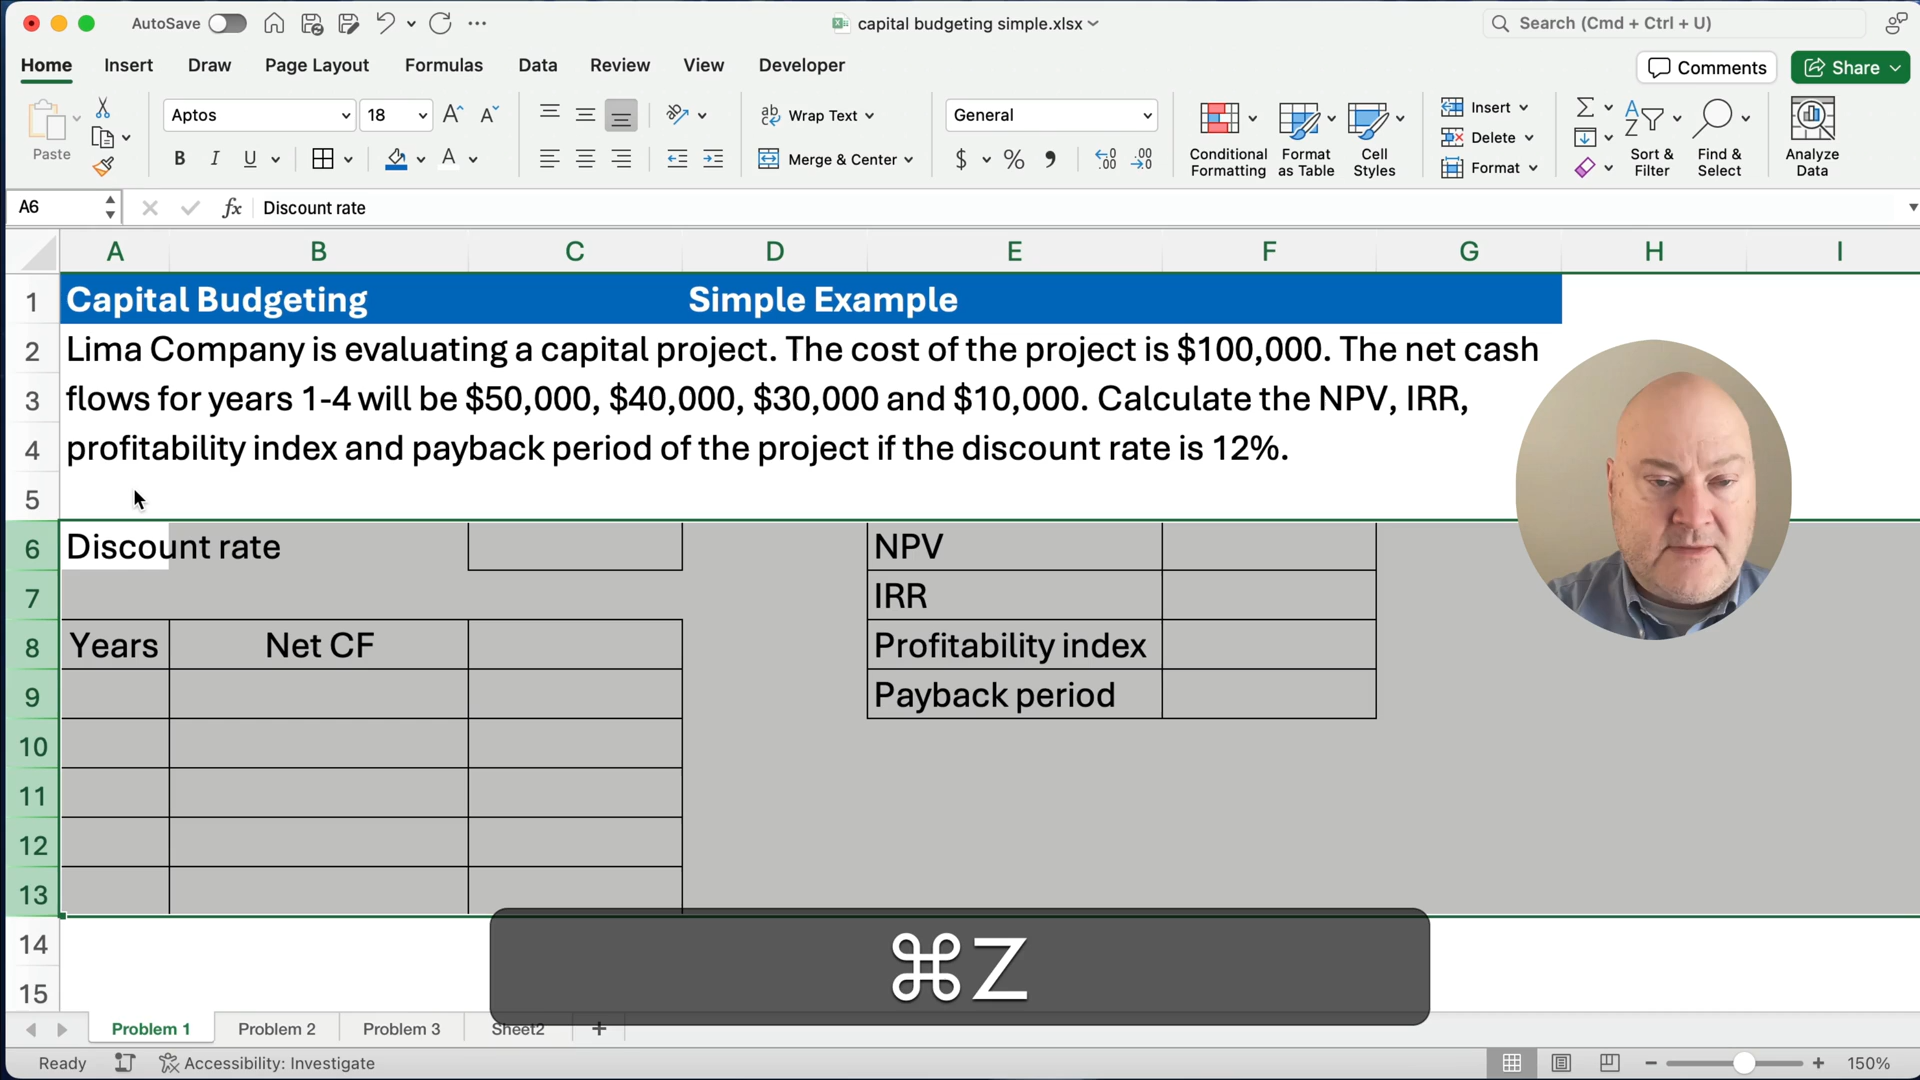 AutoSave
capital budgeting simple.xlsx
Search (Cmd + Ctrl + U)
Home Insert Draw Page Layout Formulas Data Review View Developer
Comments Share
Paste
Aptos 18
B I U A
Wrap Text
Merge & Center
General
$ % 9
Conditional Formatting
Format as Table
Cell Styles
Insert
Delete
Format
Sort & Filter
Find & Select
Analyze Data
A6 fx Discount rate
A B C D E F G H I
1 Capital Budgeting Simple Example
2 Lima Company is evaluating a capital project. The cost of the project is $100,000. The net cash
3 flows for years 1-4 will be $50,000, $40,000, $30,000 and $10,000. Calculate the NPV, IRR,
4 profitability index and payback period of the project if the discount rate is 12%.
5
6 Discount rate NPV
7 IRR
8 Years Net CF Profitability index
9 Payback period
10
11
12
13
14
15
⌘Z
Problem 1 Problem 2 Problem 3 Sheet2 +
Ready Accessibility: Investigate 150%